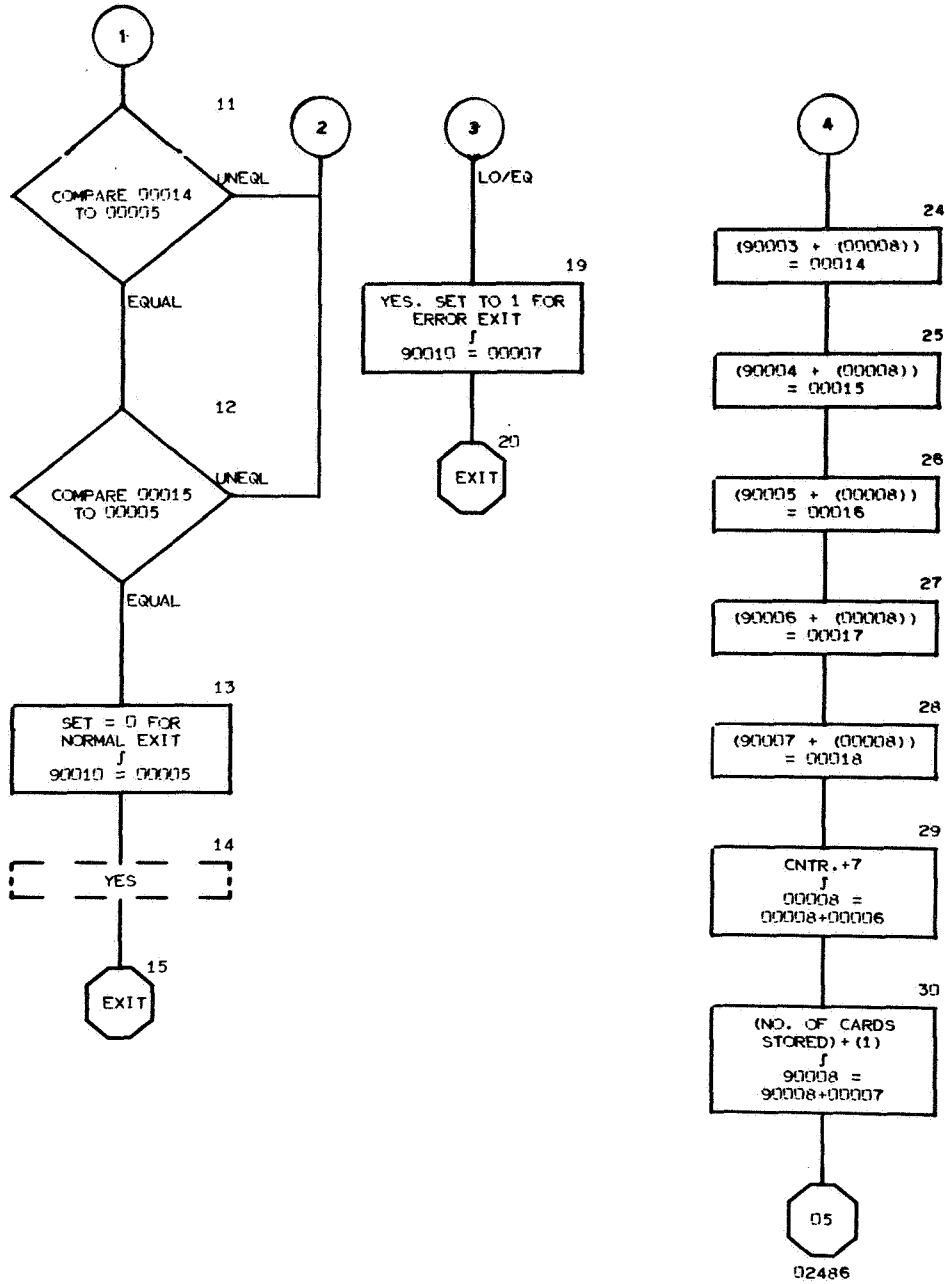 1
11
COMPARE 00014
TO 00005
UNEQL
EQUAL
12
COMPARE 00015
TO 00005
UNEQL
EQUAL
13
SET = 0 FOR
NORMAL EXIT
∫
90010 = 00005
14
YES
15
EXIT
2
3
LO/EQ
19
YES. SET TO 1 FOR
ERROR EXIT
∫
90010 = 00007
20
EXIT
4
24
(90003 + (00008))
= 00014
25
(90004 + (00008))
= 00015
26
(90005 + (00008))
= 00016
27
(90006 + (00008))
= 00017
28
(90007 + (00008))
= 00018
29
CNTR.+7
∫
00008 =
00008+00006
30
(NO. OF CARDS
STORED)+(1)
∫
90008 =
90008+00007
05
02486